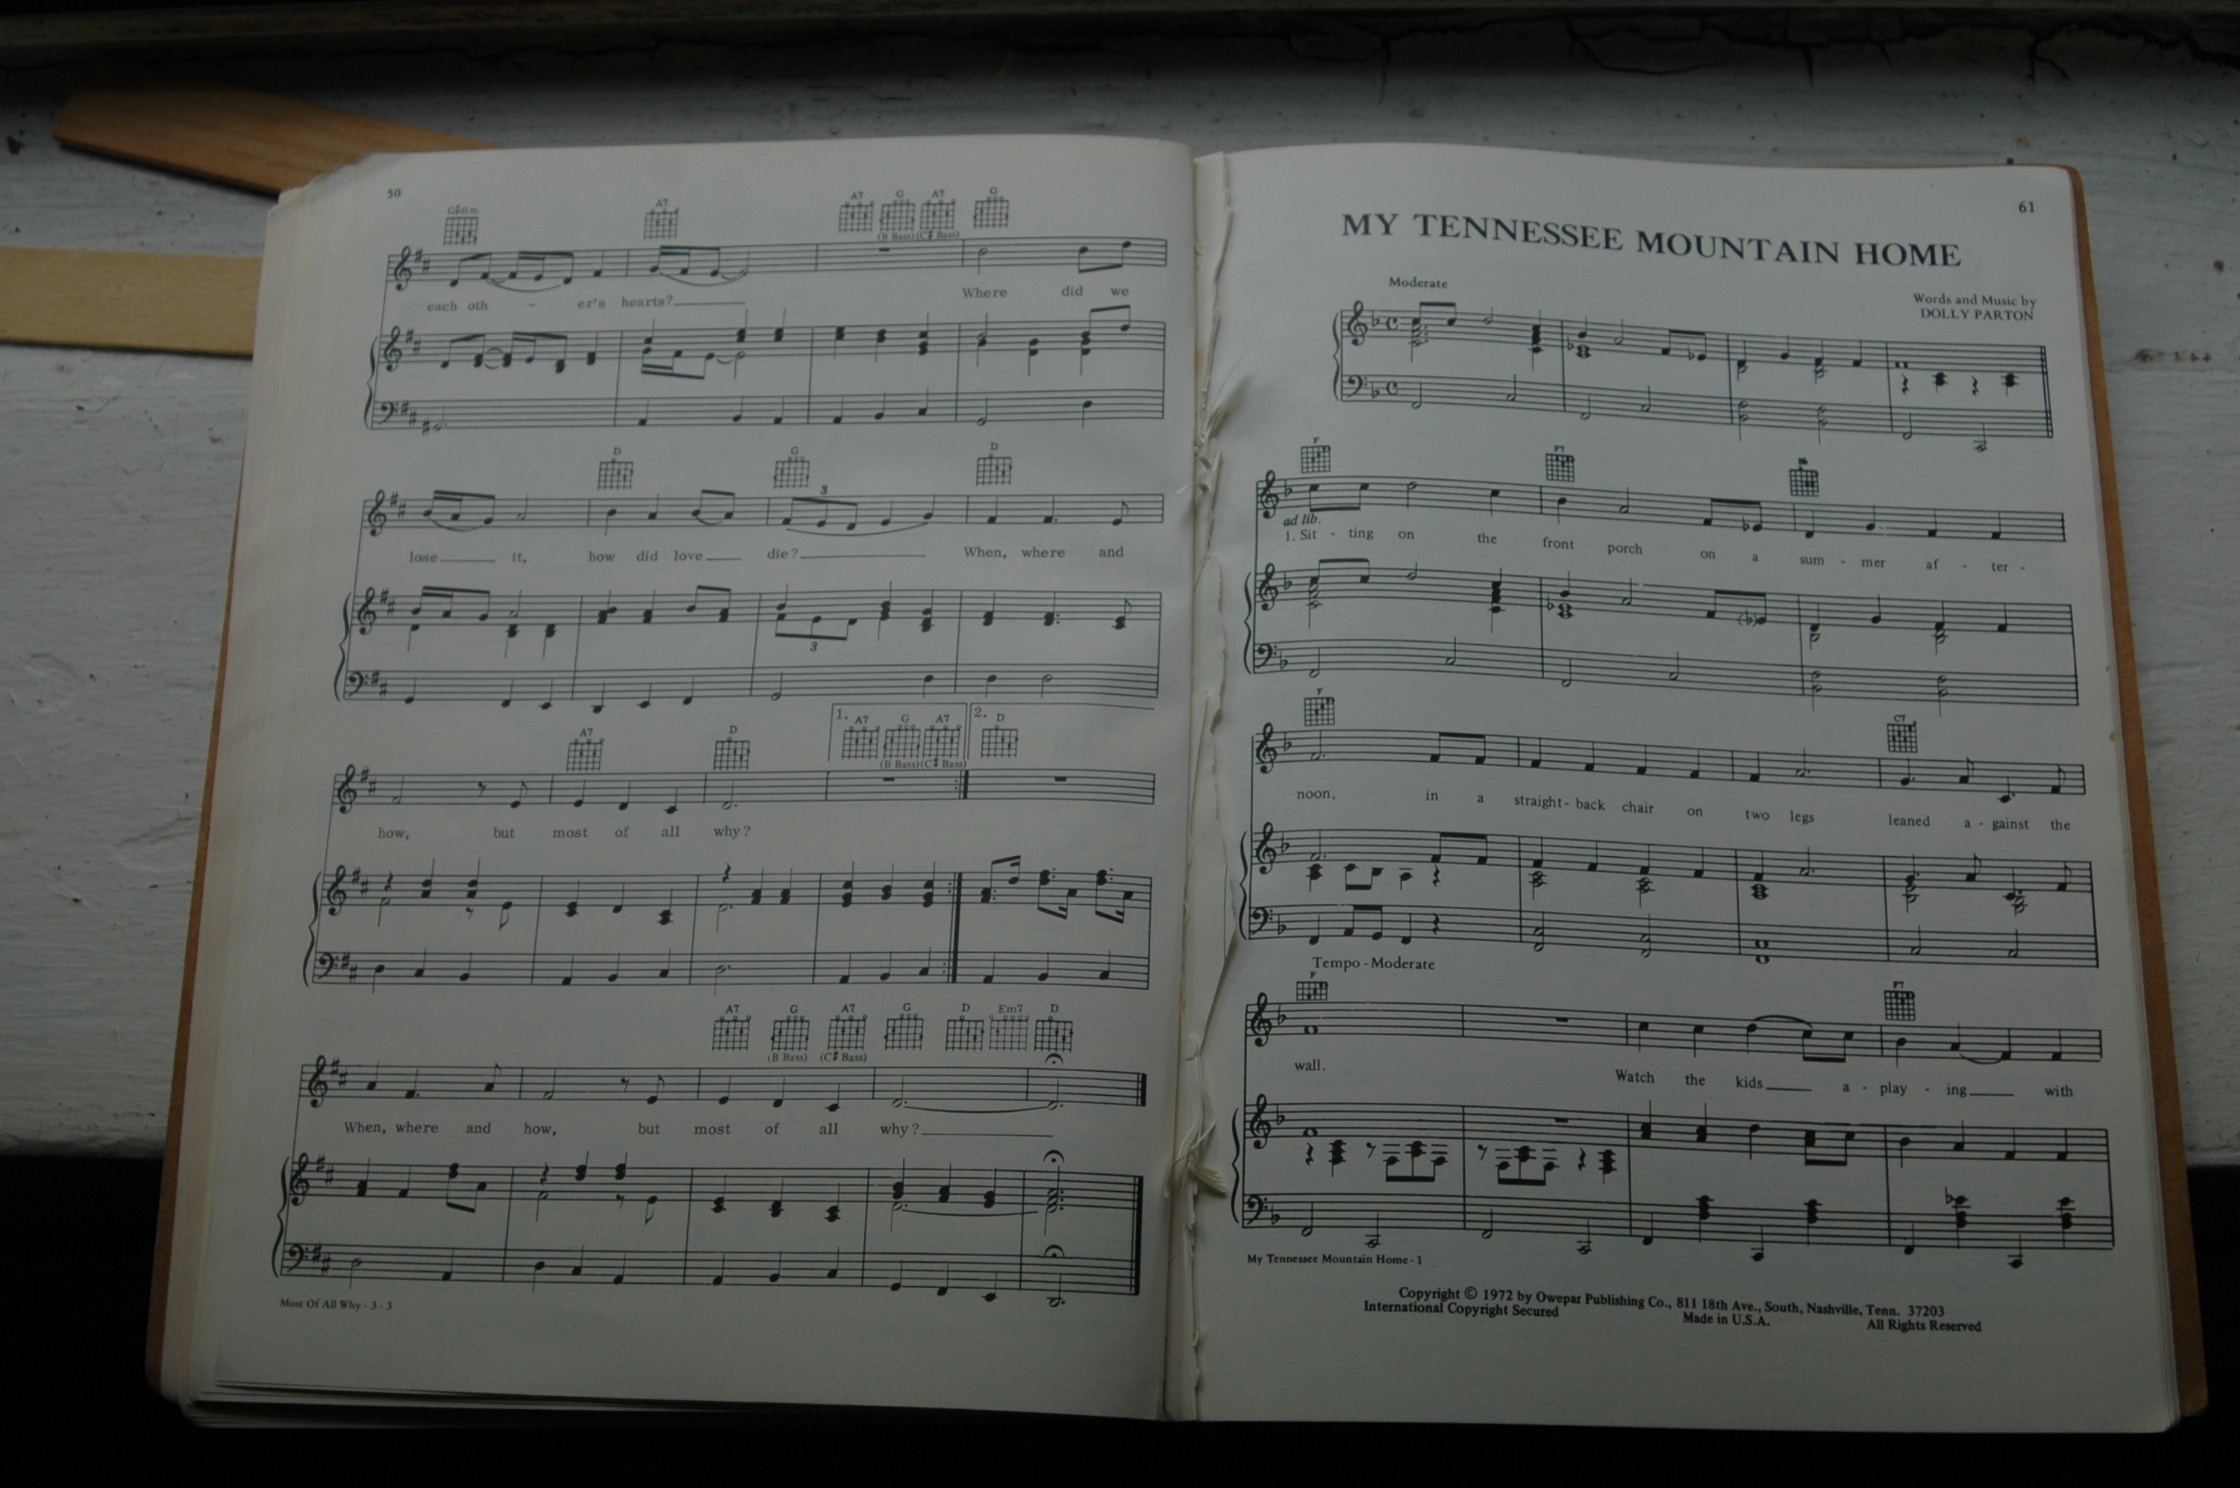 50
G♯dim A7 A7 G A7 G
(B Bass) (C♯ Bass)
each oth - er's hearts? Where did we
D G D
3
lose it, how did love die? When, where and
3
1. 2.
A7 D A7 G A7 D
(B Bass) (C♯ Bass)
how, but most of all why?
A7 G A7 G D Em7 D
(B Bass) (C♯ Bass)
When, where and how, but most of all why?
Most Of All Why - 3 - 3
61
MY TENNESSEE MOUNTAIN HOME
Moderate
Words and Music by
DOLLY PARTON
F F7 B♭
ad lib.
1. Sit - ting on the front porch on a sum - mer af - ter -
F C7
noon, in a straight - back chair on two legs leaned a - gainst the
Tempo - Moderate
F F7
wall. Watch the kids a - play - ing with
My Tennessee Mountain Home - 1
Copyright © 1972 by Owepar Publishing Co., 811 18th Ave., South, Nashville, Tenn. 37203
International Copyright Secured Made in U.S.A. All Rights Reserved